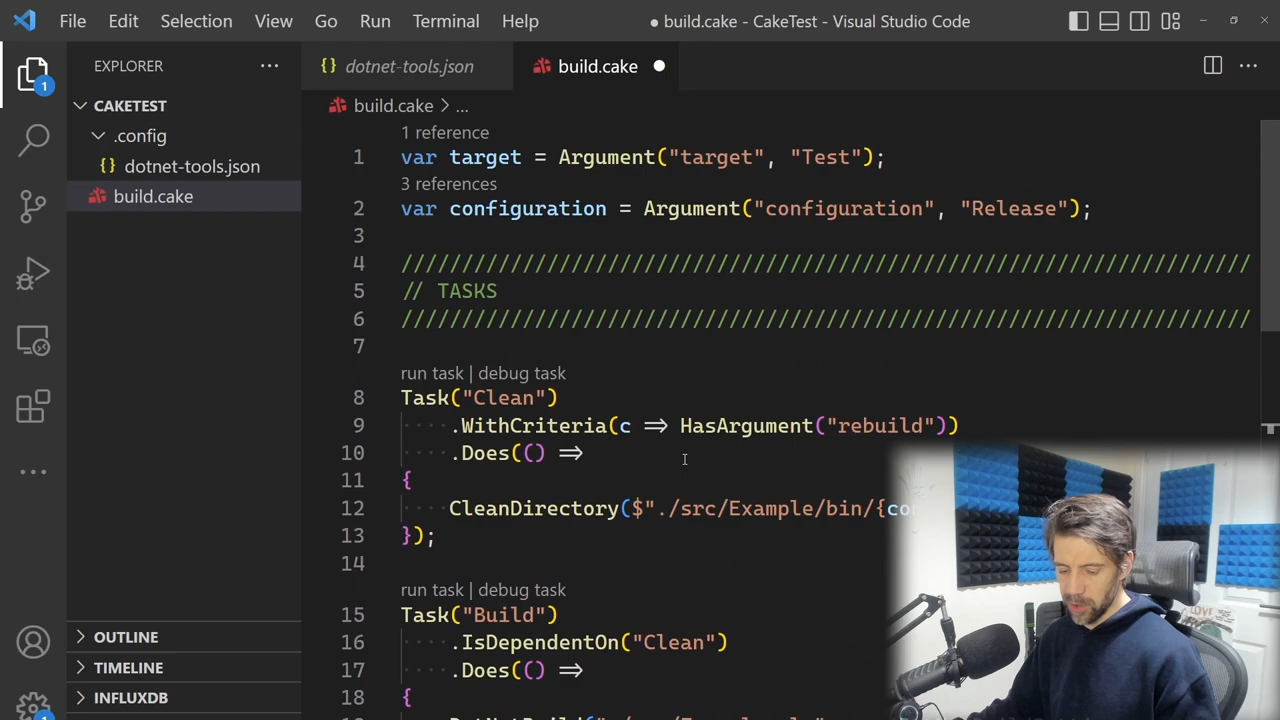 File Edit Selection View Go Run Terminal Help ● build.cake - CakeTest - Visual Studio Code
EXPLORER
1
CAKETEST
.config
{} dotnet-tools.json
build.cake
OUTLINE
TIMELINE
INFLUXDB
1
{} dotnet-tools.json
build.cake
build.cake > ...
1 reference
1 var target = Argument("target", "Test");
3 references
2 var configuration = Argument("configuration", "Release");
3
4 //////////////////////////////////////////////////////////////////////
5 // TASKS
6 //////////////////////////////////////////////////////////////////////
7
run task | debug task
8 Task("Clean")
9 ····.WithCriteria(c => HasArgument("rebuild"))
10 ····.Does(() =>
11 {
12 CleanDirectory($"./src/Example/bin/{co
13 });
14
run task | debug task
15 Task("Build")
16 ····.IsDependentOn("Clean")
17 ····.Does(() =>
18 {